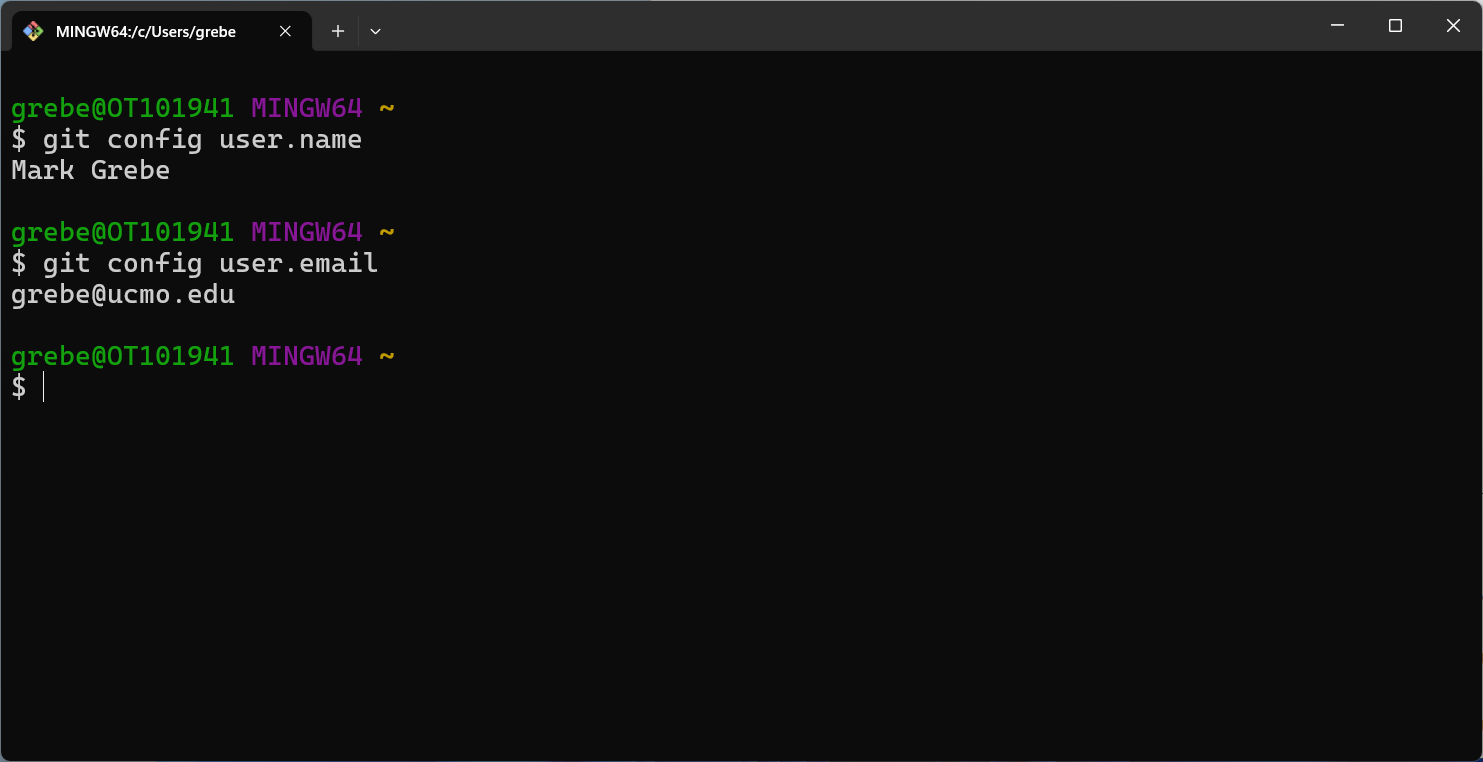 MINGW64:/c/Users/grebe
grebe@OT101941 MINGW64 ~
$ git config user.name
Mark Grebe
grebe@OT101941 MINGW64 ~
$ git config user.email
grebe@ucmo.edu
grebe@OT101941 MINGW64 ~
$